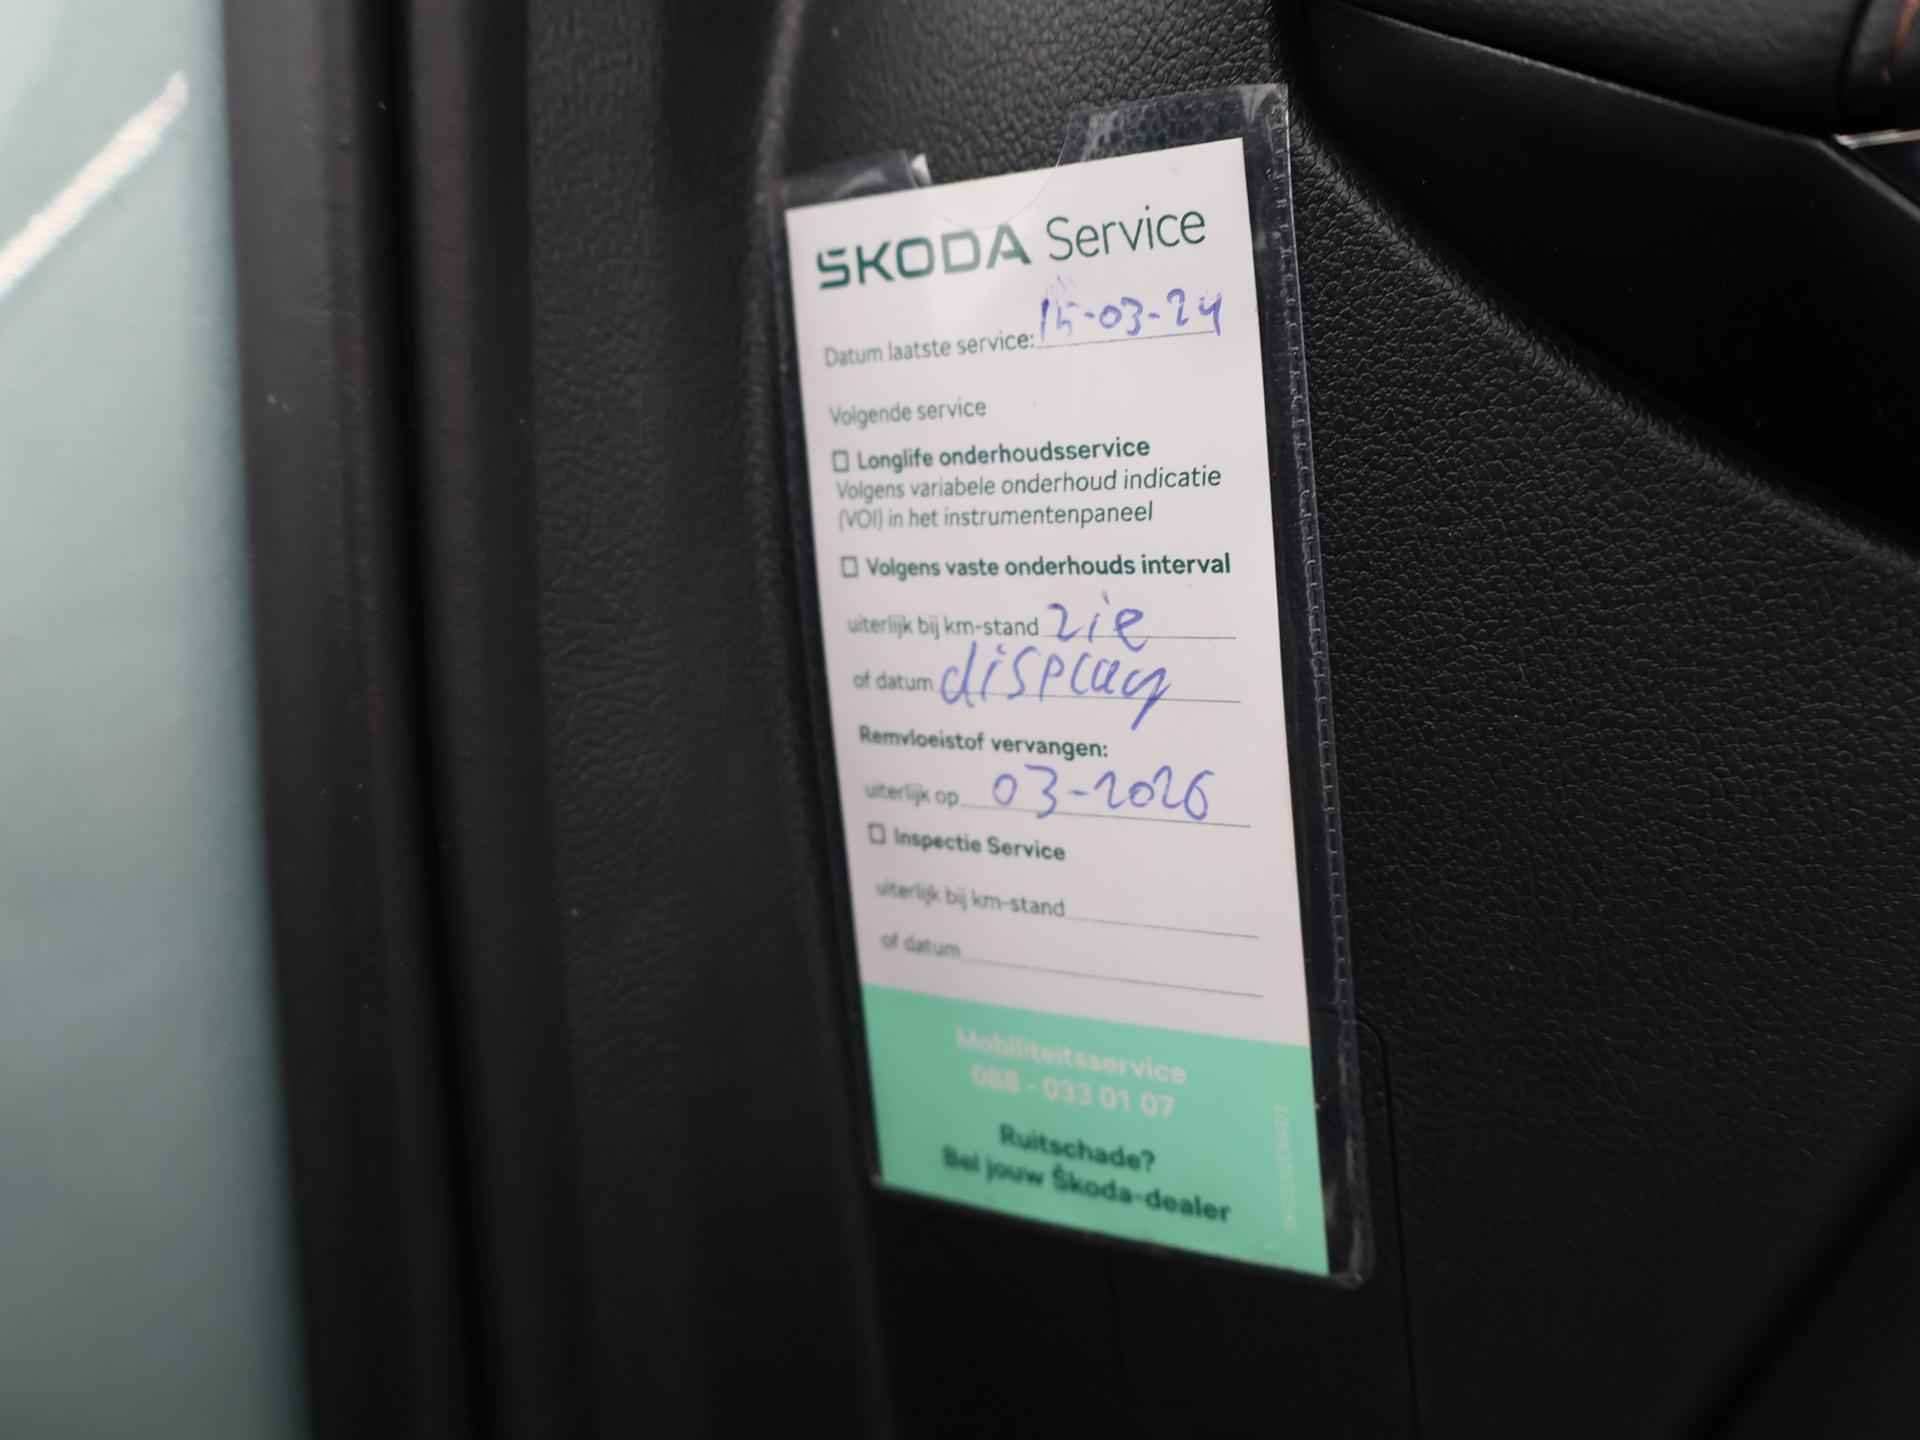 ŠKODA Service
Datum laatste service: 15-03-24
Volgende service
☐ Longlife onderhoudsservice
Volgens variabele onderhoud indicatie
(VOI) in het instrumentenpaneel
☐ Volgens vaste onderhouds interval
uiterlijk bij km-stand zie
of datum display
Remvloeistof vervangen:
uiterlijk op 03-2026
☐ Inspectie Service
uiterlijk bij km-stand
of datum
Mobiliteitsservice
088 - 033 01 07
Ruitschade?
Bel jouw Škoda-dealer